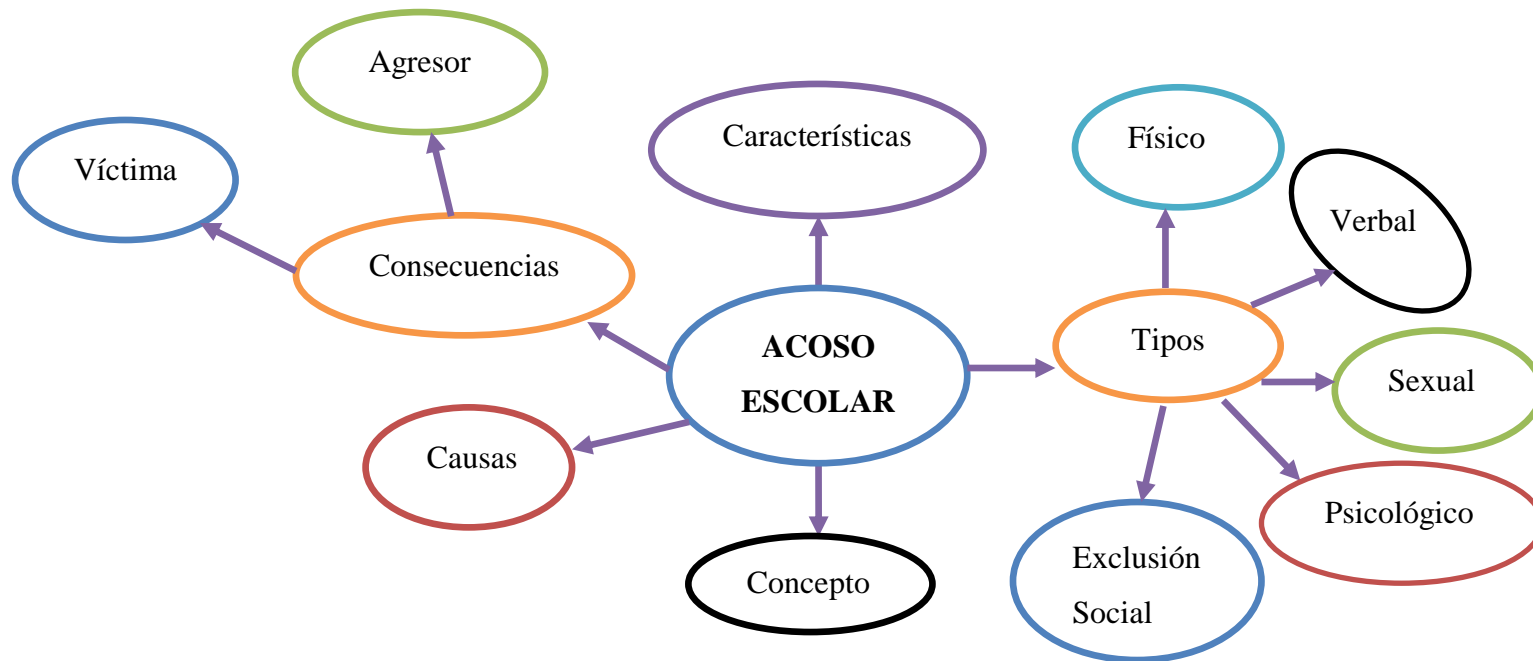 Agresor
Víctima
Características
Físico
Verbal
Consecuencias
ACOSO
ESCOLAR
Tipos
Sexual
Causas
Psicológico
Concepto
Exclusión
Social